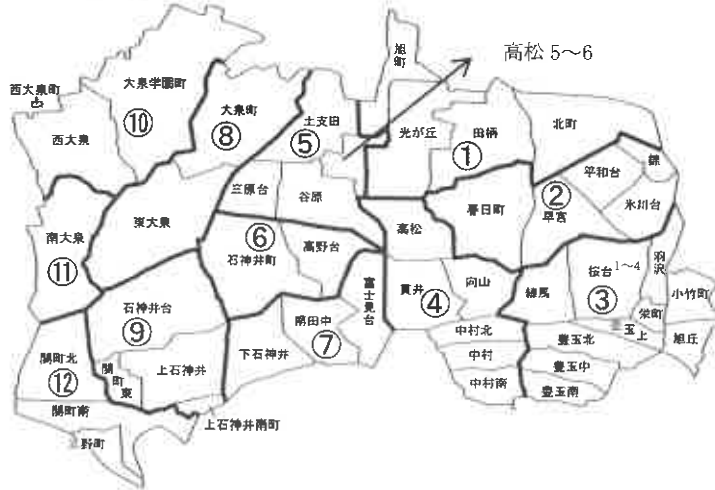 旭町
高松 5～6
西大泉町
大泉学園町
⑩
大泉町
⑧
土支田
⑤
光が丘
田柄
①
北町
西大泉
平和台
錦
三原台
谷原
春日町
②
早宮
氷川台
東大泉
南大泉
⑪
⑥
石神井町
高野台
高松
羽沢
富士見台
貫井
④
向山
練馬
桜台 1～4
③
小竹町
石神井台
⑨
栄町
中村北
豊玉北
豊玉上
旭丘
南田中
⑦
下石神井
中村
豊玉中
関町北
⑫
関町東
上石神井
中村南
豊玉南
関町南
上石神井南町
立野町